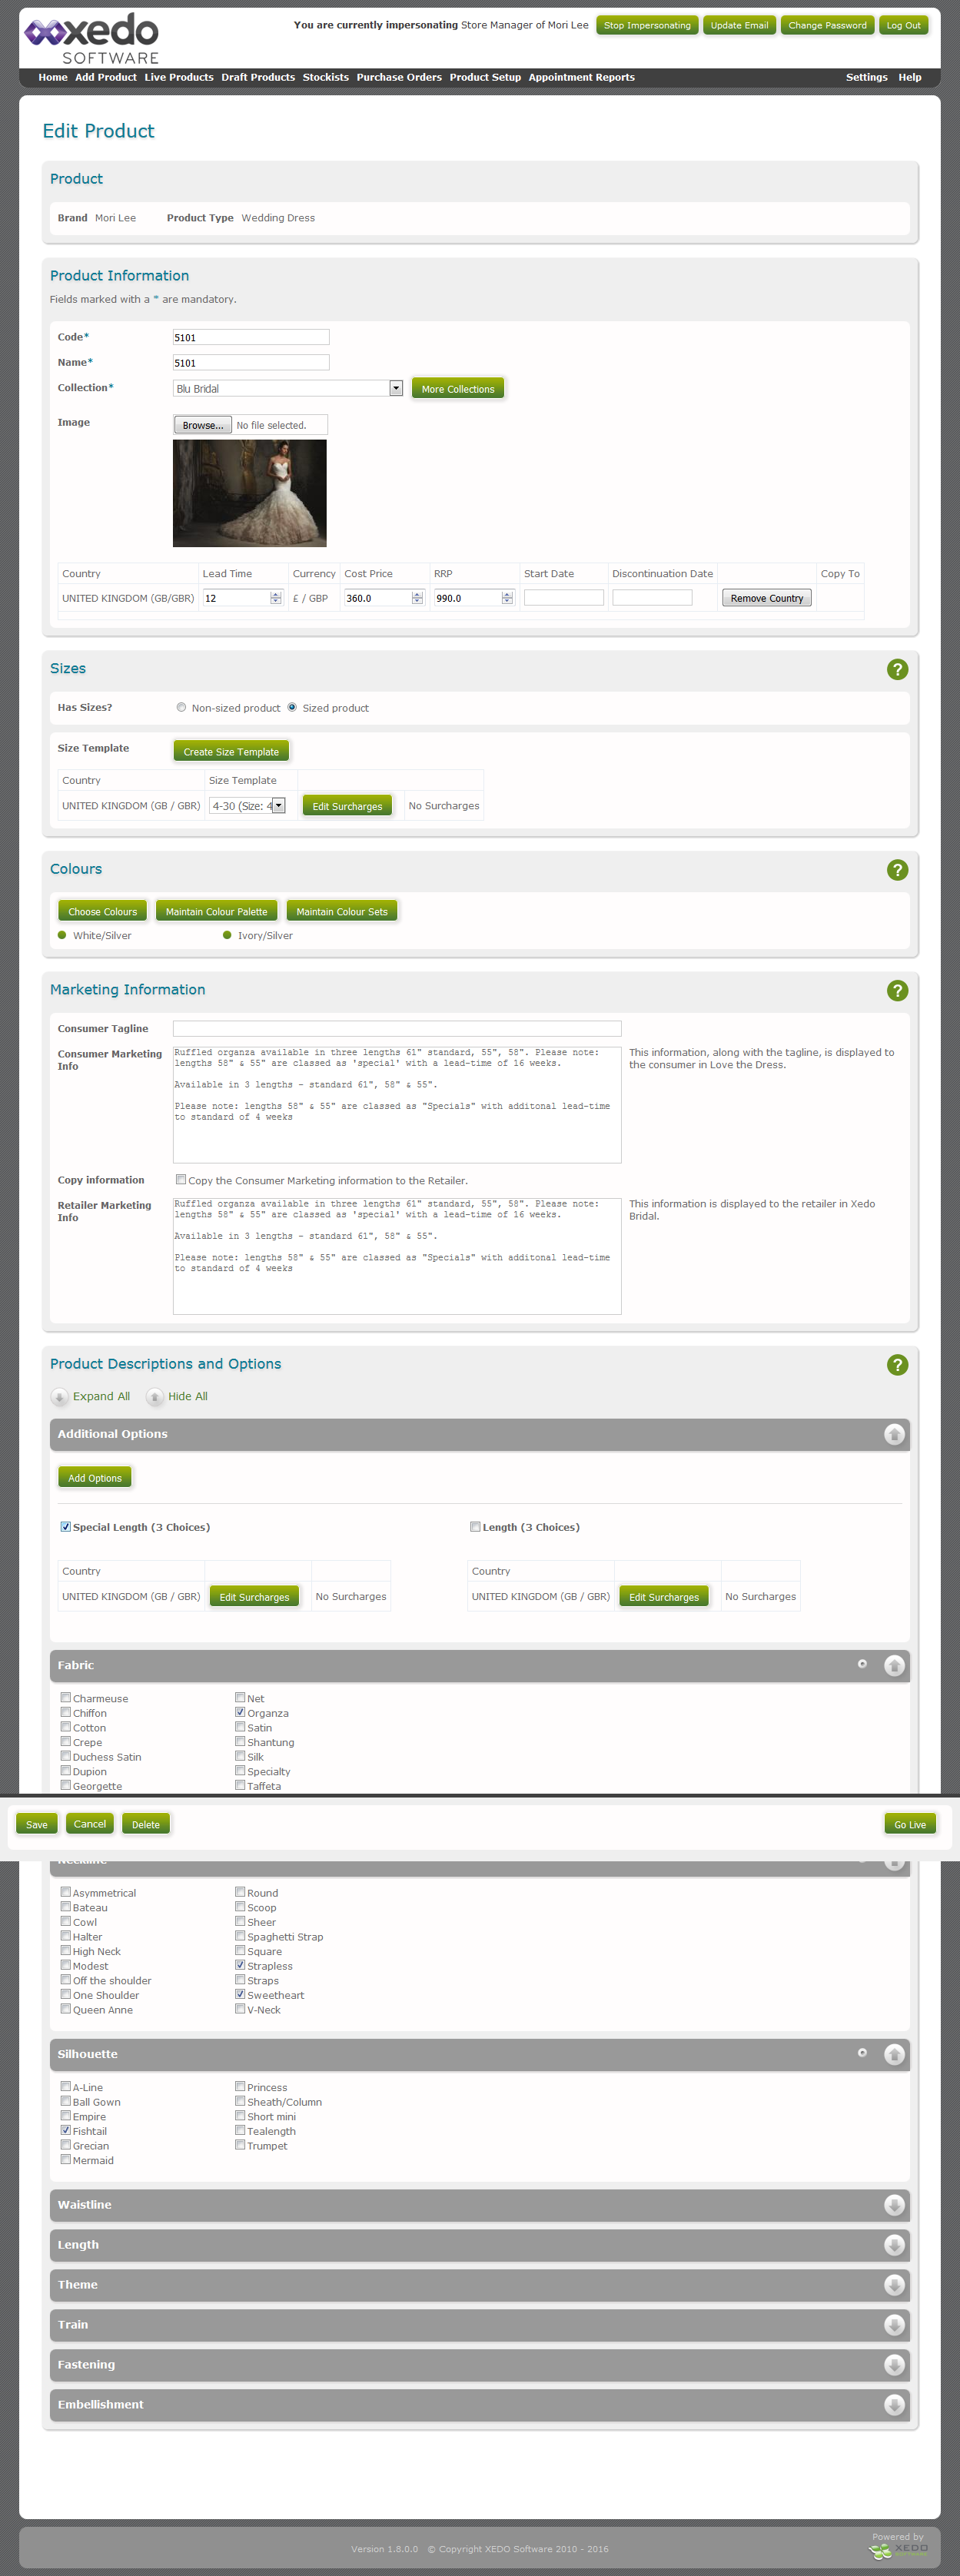 xedo
SOFTWARE
You are currently impersonating Store Manager of Mori Lee
Stop Impersonating
Update Email
Change Password
Log Out
Home Add Product Live Products Draft Products Stockists Purchase Orders Product Setup Appointment Reports Settings Help
Edit Product
Product
Brand Mori Lee Product Type Wedding Dress
Product Information
Fields marked with a * are mandatory.
Code* 5101
Name* 5101
Collection* Blu Bridal More Collections
Image Browse... No file selected.
Country Lead Time Currency Cost Price RRP Start Date Discontinuation Date Copy To
UNITED KINGDOM (GB/GBR) 12 £ / GBP 360.0 990.0 Remove Country
Sizes ?
Has Sizes? Non-sized product Sized product
Size Template Create Size Template
Country Size Template
UNITED KINGDOM (GB / GBR) 4-30 (Size: 4 Edit Surcharges No Surcharges
Colours ?
Choose Colours Maintain Colour Palette Maintain Colour Sets
White/Silver Ivory/Silver
Marketing Information ?
Consumer Tagline
Consumer Marketing Info
Ruffled organza available in three lengths 61" standard, 55", 58". Please note:
lengths 58" & 55" are classed as 'special' with a lead-time of 16 weeks.
Available in 3 lengths - standard 61", 58" & 55".
Please note: lengths 58" & 55" are classed as "Specials" with additonal lead-time
to standard of 4 weeks
This information, along with the tagline, is displayed to
the consumer in Love the Dress.
Copy information Copy the Consumer Marketing information to the Retailer.
Retailer Marketing Info
Ruffled organza available in three lengths 61" standard, 55", 58". Please note:
lengths 58" & 55" are classed as 'special' with a lead-time of 16 weeks.
Available in 3 lengths - standard 61", 58" & 55".
Please note: lengths 58" & 55" are classed as "Specials" with additonal lead-time
to standard of 4 weeks
This information is displayed to the retailer in Xedo
Bridal.
Product Descriptions and Options ?
Expand All Hide All
Additional Options
Add Options
Special Length (3 Choices) Length (3 Choices)
Country Country
UNITED KINGDOM (GB / GBR) Edit Surcharges No Surcharges UNITED KINGDOM (GB / GBR) Edit Surcharges No Surcharges
Fabric
Charmeuse Net
Chiffon Organza
Cotton Satin
Crepe Shantung
Duchess Satin Silk
Dupion Specialty
Georgette Taffeta
Save Cancel Delete Go Live
Neckline
Asymmetrical Round
Bateau Scoop
Cowl Sheer
Halter Spaghetti Strap
High Neck Square
Modest Strapless
Off the shoulder Straps
One Shoulder Sweetheart
Queen Anne V-Neck
Silhouette
A-Line Princess
Ball Gown Sheath/Column
Empire Short mini
Fishtail Tealength
Grecian Trumpet
Mermaid
Waistline
Length
Theme
Train
Fastening
Embellishment
Version 1.8.0.0 © Copyright XEDO Software 2010 - 2016
Powered by
XEDO
SOFTWARE